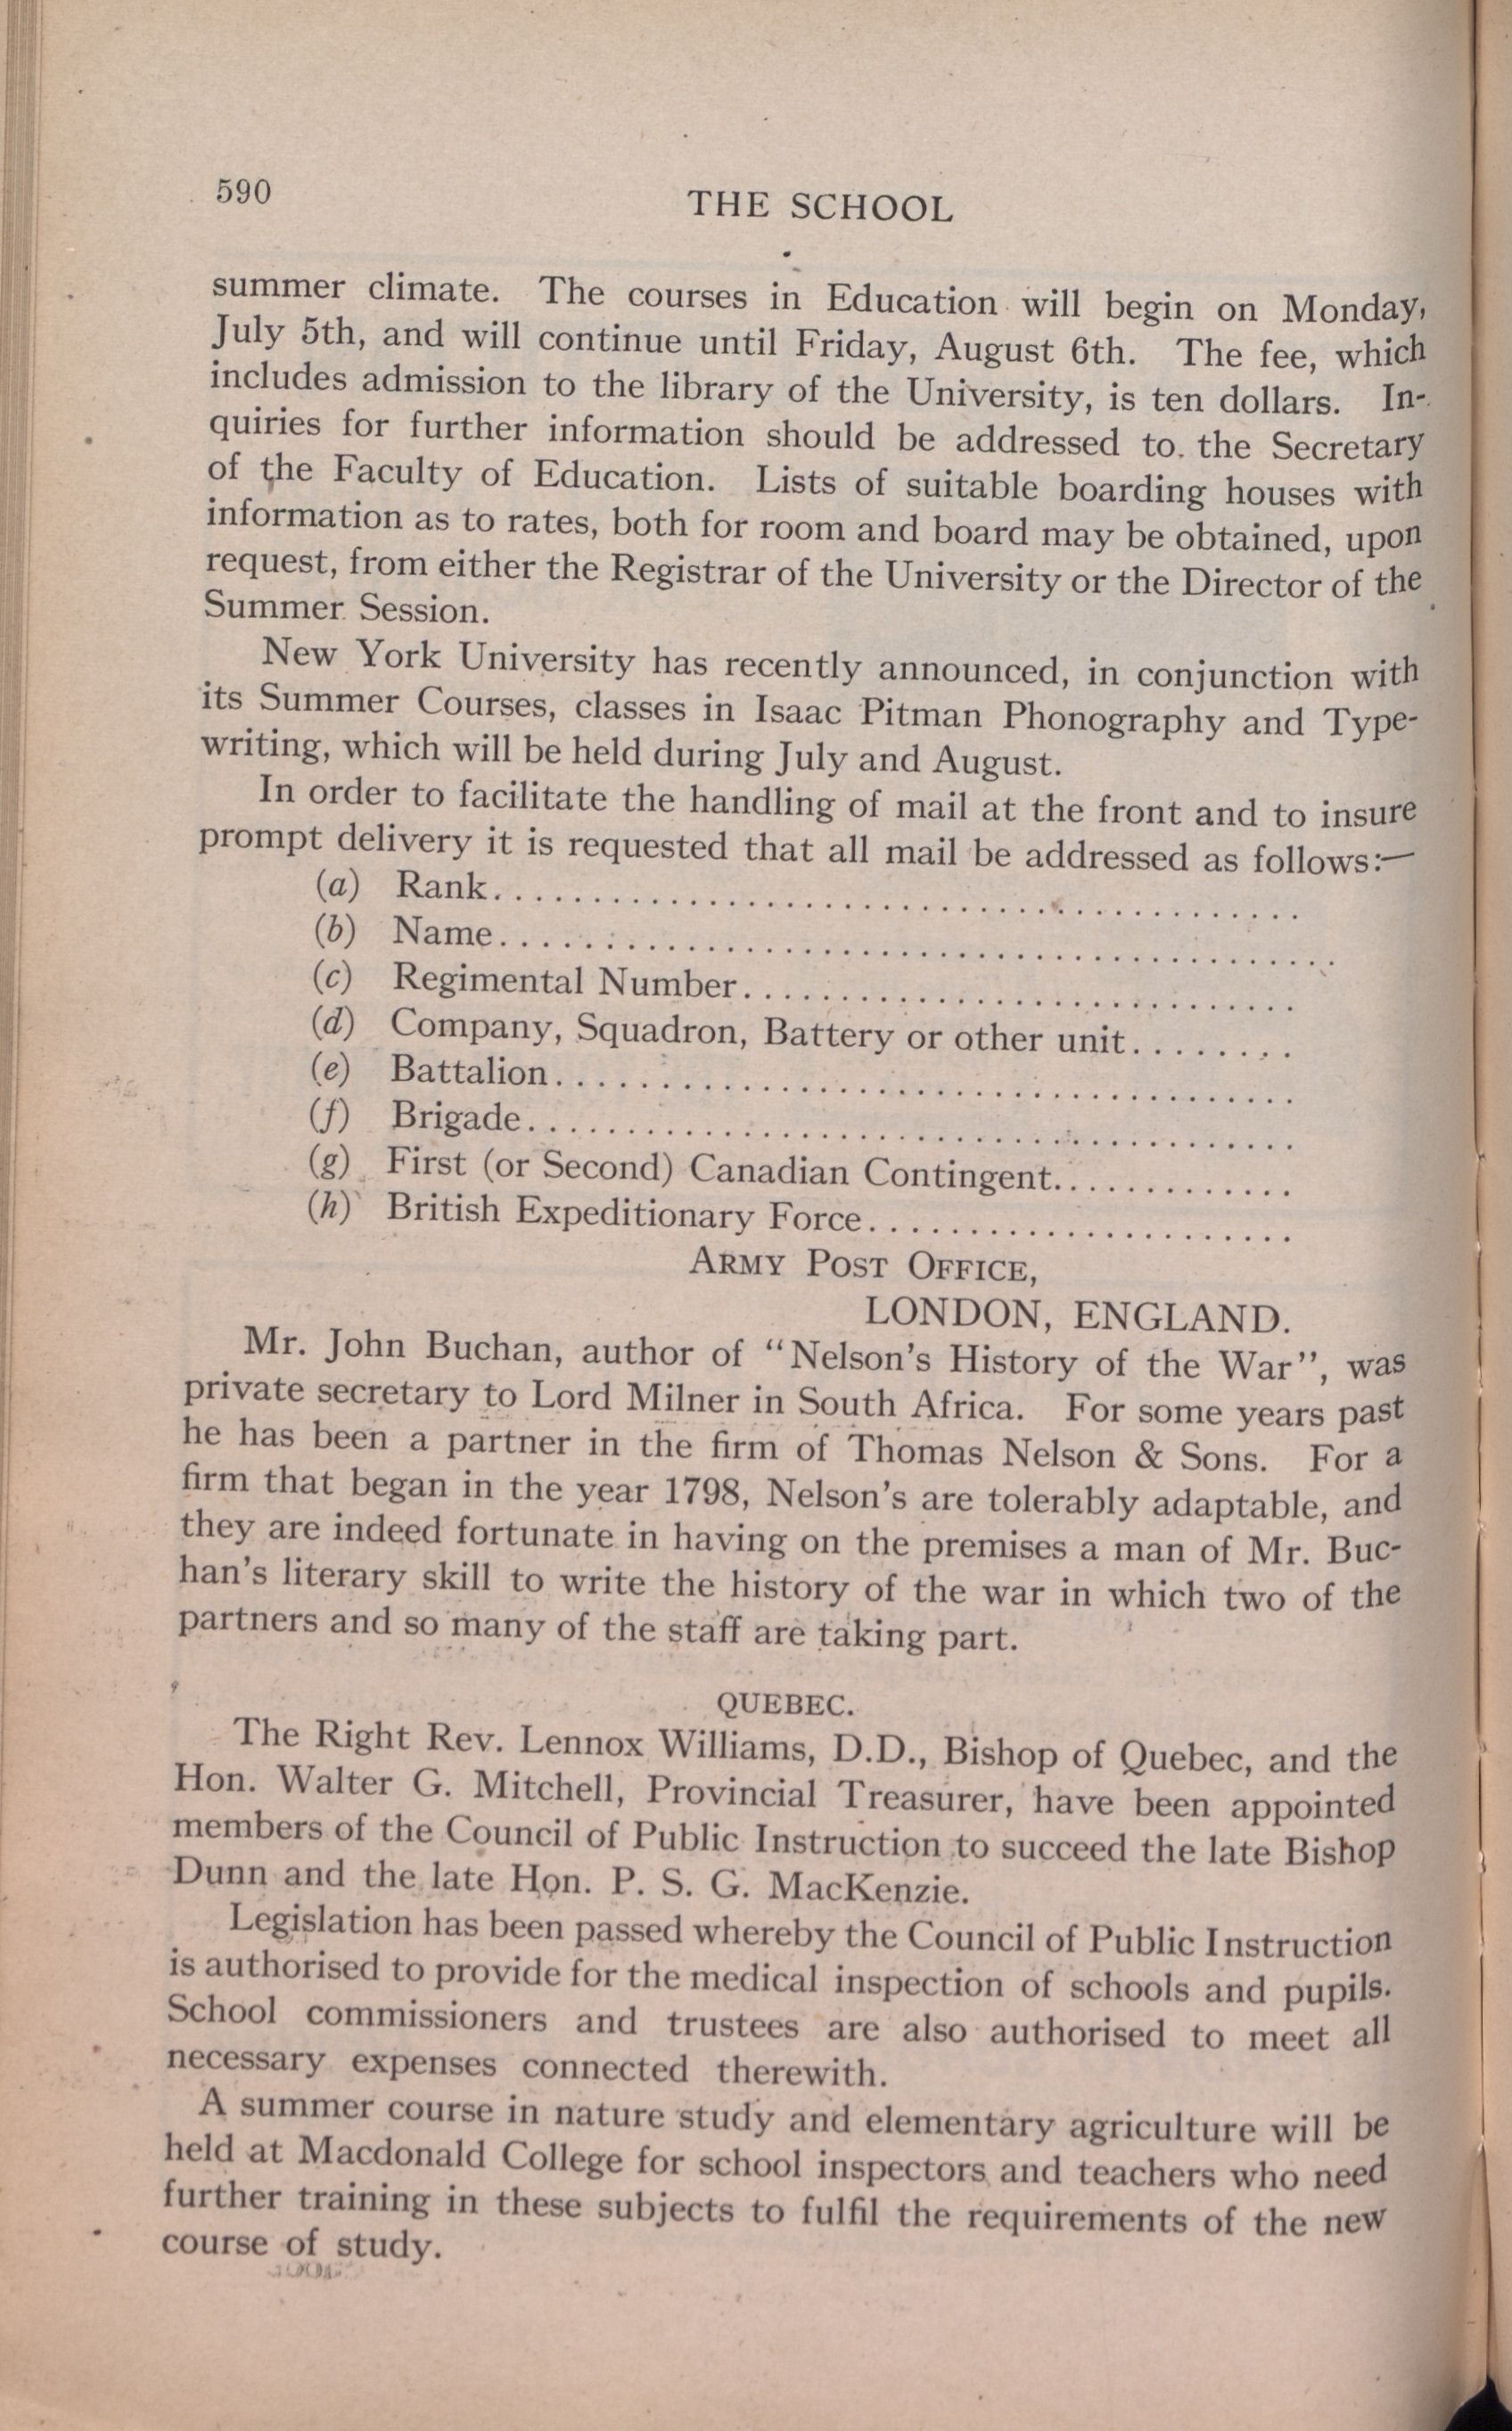 590
THE SCHOOL
summer climate. The courses in Education will begin on Monday,
July 5th, and will continue until Friday, August 6th. The fee, which
includes admission to the library of the University, is ten dollars. In-
quiries for further information should be addressed to the Secretary
of the Faculty of Education. Lists of suitable boarding houses with
information as to rates, both for room and board may be obtained, upon
request, from either the Registrar of the University or the Director of the
Summer Session.
New York University has recently announced, in conjunction with
its Summer Courses, classes in Isaac Pitman Phonography and Type-
writing, which will be held during July and August.
In order to facilitate the handling of mail at the front and to insure
prompt delivery it is requested that all mail be addressed as follows:—
(a) Rank........................................
(b) Name........................................
(c) Regimental Number...........................
(d) Company, Squadron, Battery or other unit........
(e) Battalion....................................
(f) Brigade.....................................
(g) First (or Second) Canadian Contingent............
(h) British Expeditionary Force.....................
ARMY POST OFFICE,
LONDON, ENGLAND.
Mr. John Buchan, author of "Nelson's History of the War", was
private secretary to Lord Milner in South Africa. For some years past
he has been a partner in the firm of Thomas Nelson & Sons. For a
firm that began in the year 1798, Nelson's are tolerably adaptable, and
they are indeed fortunate in having on the premises a man of Mr. Buc-
han's literary skill to write the history of the war in which two of the
partners and so many of the staff are taking part.
QUEBEC.
The Right Rev. Lennox Williams, D.D., Bishop of Quebec, and the
Hon. Walter G. Mitchell, Provincial Treasurer, have been appointed
members of the Council of Public Instruction to succeed the late Bishop
Dunn and the late Hon. P. S. G. MacKenzie.
Legislation has been passed whereby the Council of Public Instruction
is authorised to provide for the medical inspection of schools and pupils.
School commissioners and trustees are also authorised to meet all
necessary expenses connected therewith.
A summer course in nature study and elementary agriculture will be
held at Macdonald College for school inspectors and teachers who need
further training in these subjects to fulfil the requirements of the new
course of study.